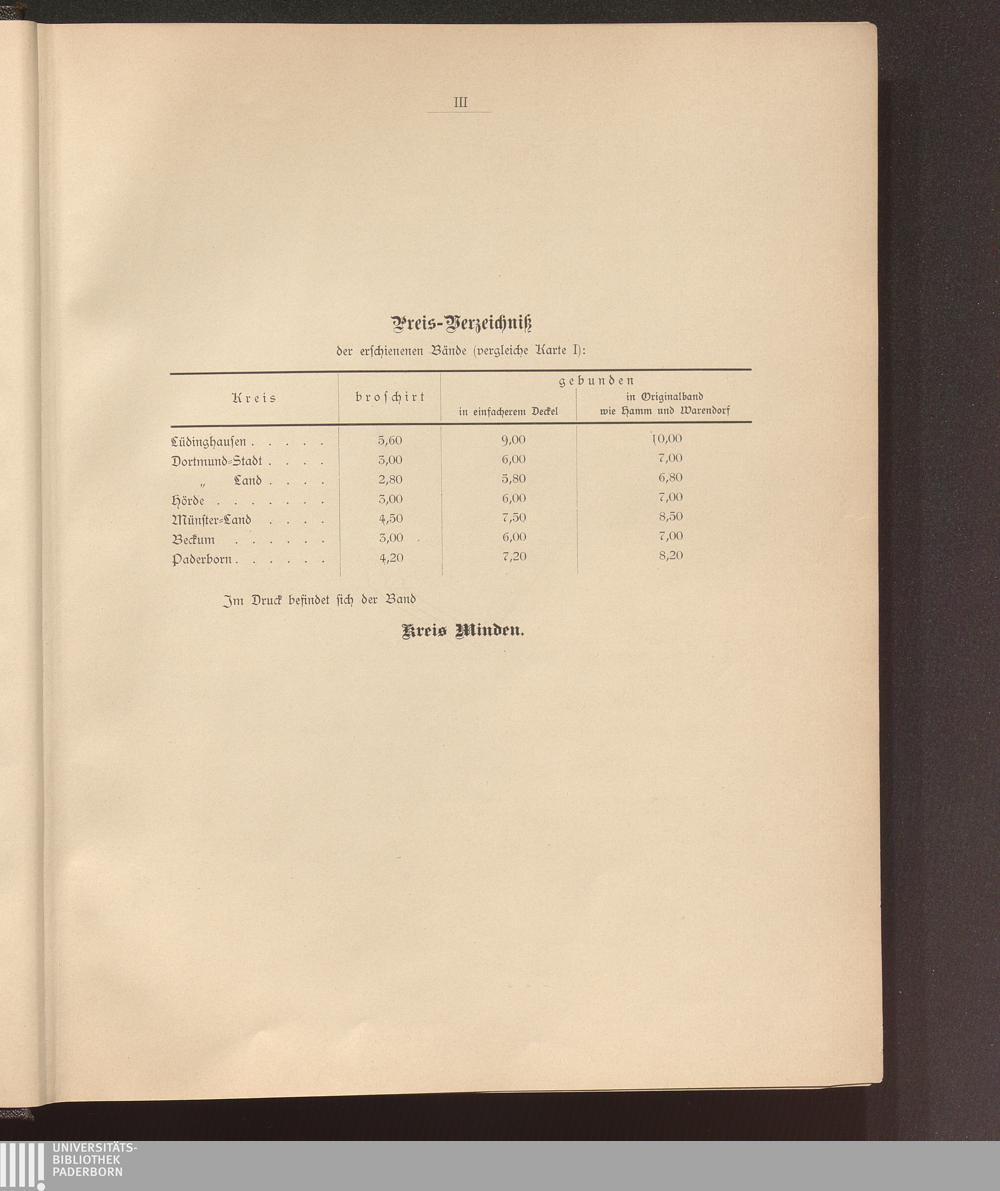 III
Preis-Verzeichniß
der erschienenen Bände (vergleiche Karte I):
Kreis broschirt gebunden
in einfacherem Deckel in Originalband
wie Hamm und Warendorf
Lüdinghausen . . . . . 5,60 9,00 10,00
Dortmund-Stadt . . . . 3,00 6,00 7,00
„ Land . . . . 2,80 5,80 6,80
Hörde . . . . . . . 3,00 6,00 7,00
Münster-Land . . . . 4,50 7,50 8,50
Beckum . . . . . . 3,00 6,00 7,00
Paderborn . . . . . . 4,20 7,20 8,20
Im Druck befindet sich der Band
Kreis Minden.
UNIVERSITÄTS-
BIBLIOTHEK
PADERBORN